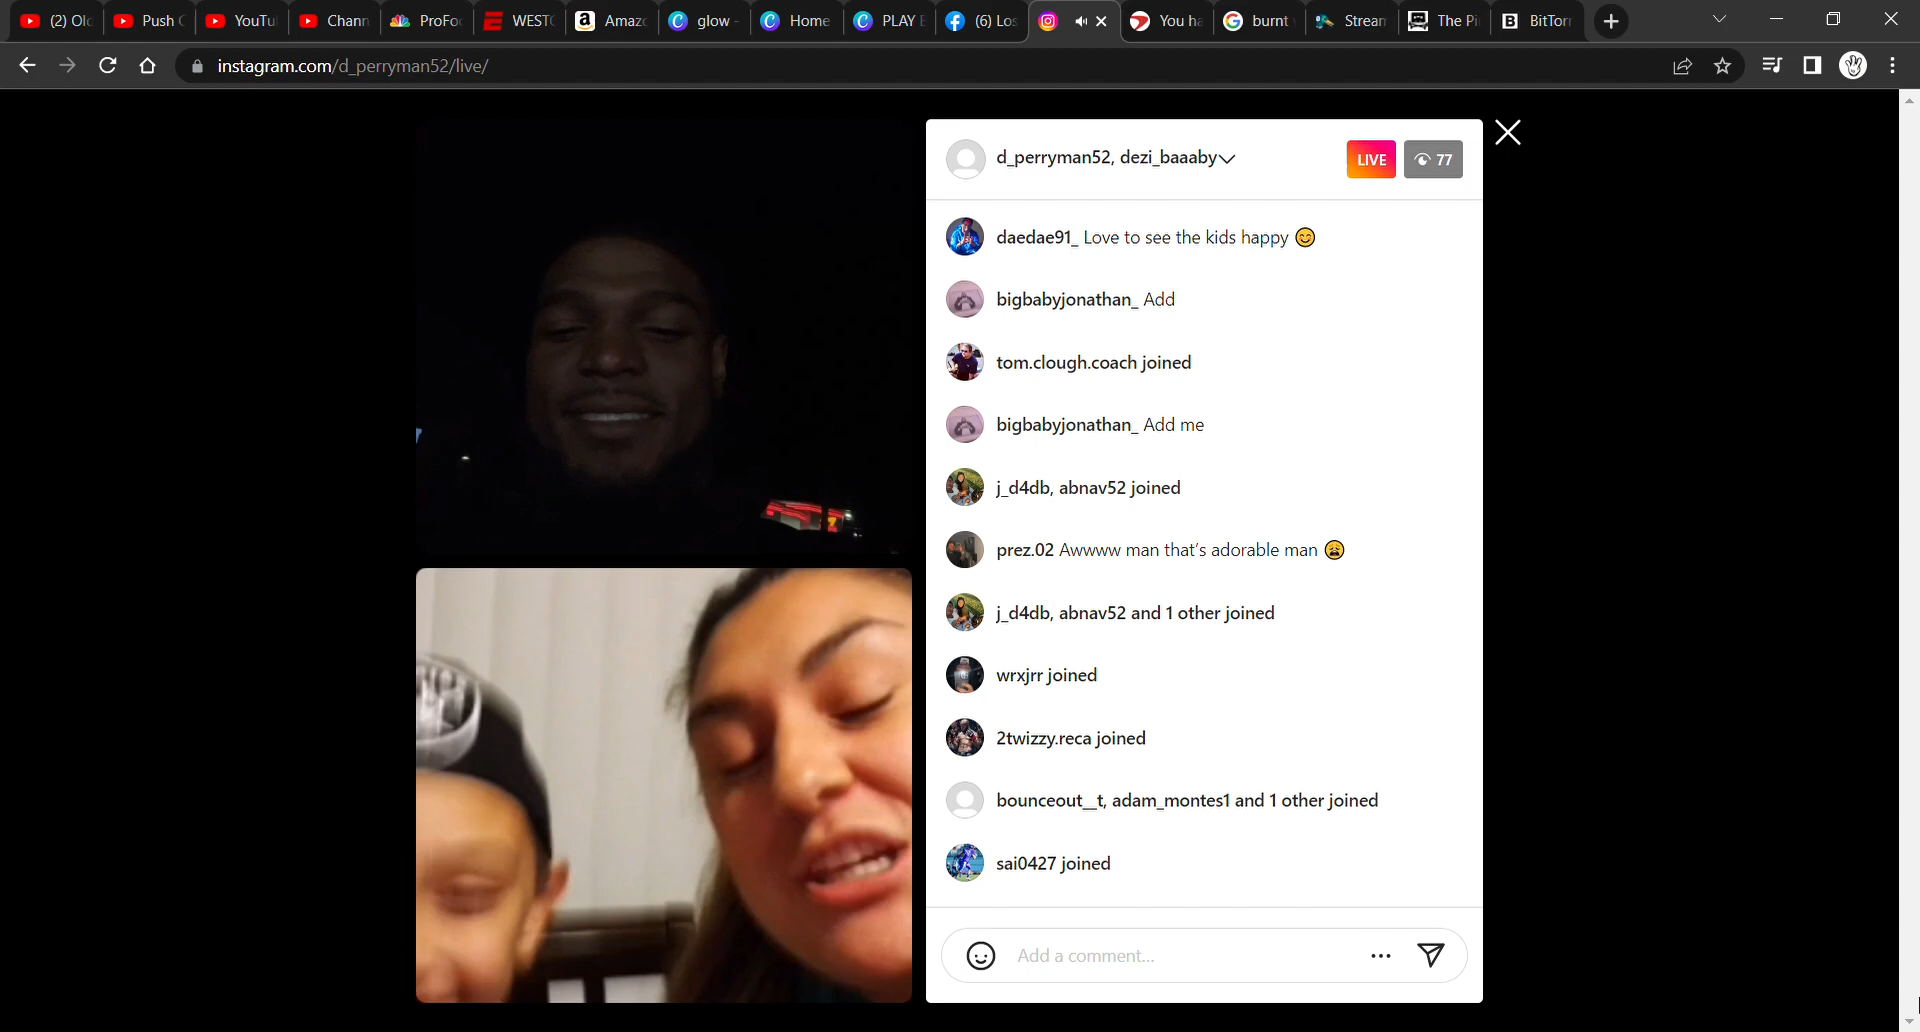 (2) Ol
Push
YouTu
Chann
ProFo
WEST
Amaz
glow
Home
PLAY
(6) Los
You ha
burnt
Stream
The Pi
BitTor
instagram.com/d_perryman52/live/
d_perryman52, dezi_baaaby
LIVE
77
daedae91_ Love to see the kids happy 😊
bigbabyjonathan_ Add
tom.clough.coach joined
bigbabyjonathan_ Add me
j_d4db, abnav52 joined
prez.02 Awwww man that's adorable man 😩
j_d4db, abnav52 and 1 other joined
wrxjrr joined
2twizzy.reca joined
bounceout__t, adam_montes1 and 1 other joined
sai0427 joined
Add a comment...